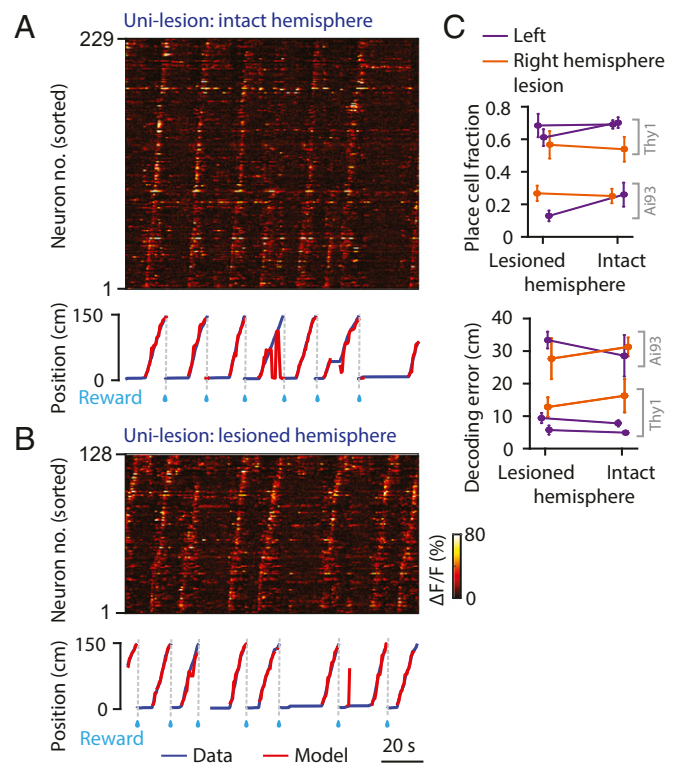 A
Uni-lesion: intact hemisphere
229
Neuron no. (sorted)
1
Position (cm)
150
0
Reward
B
Uni-lesion: lesioned hemisphere
128
Neuron no. (sorted)
1
ΔF/F (%)
80
0
Position (cm)
150
0
Reward
Data
Model
20 s
C
Left
Right hemisphere
lesion
Place cell fraction
0.8
0.6
0.4
0.2
0
Thy1
Ai93
Lesioned
Intact
hemisphere
Decoding error (cm)
40
30
20
10
0
Ai93
Thy1
Lesioned
Intact
hemisphere